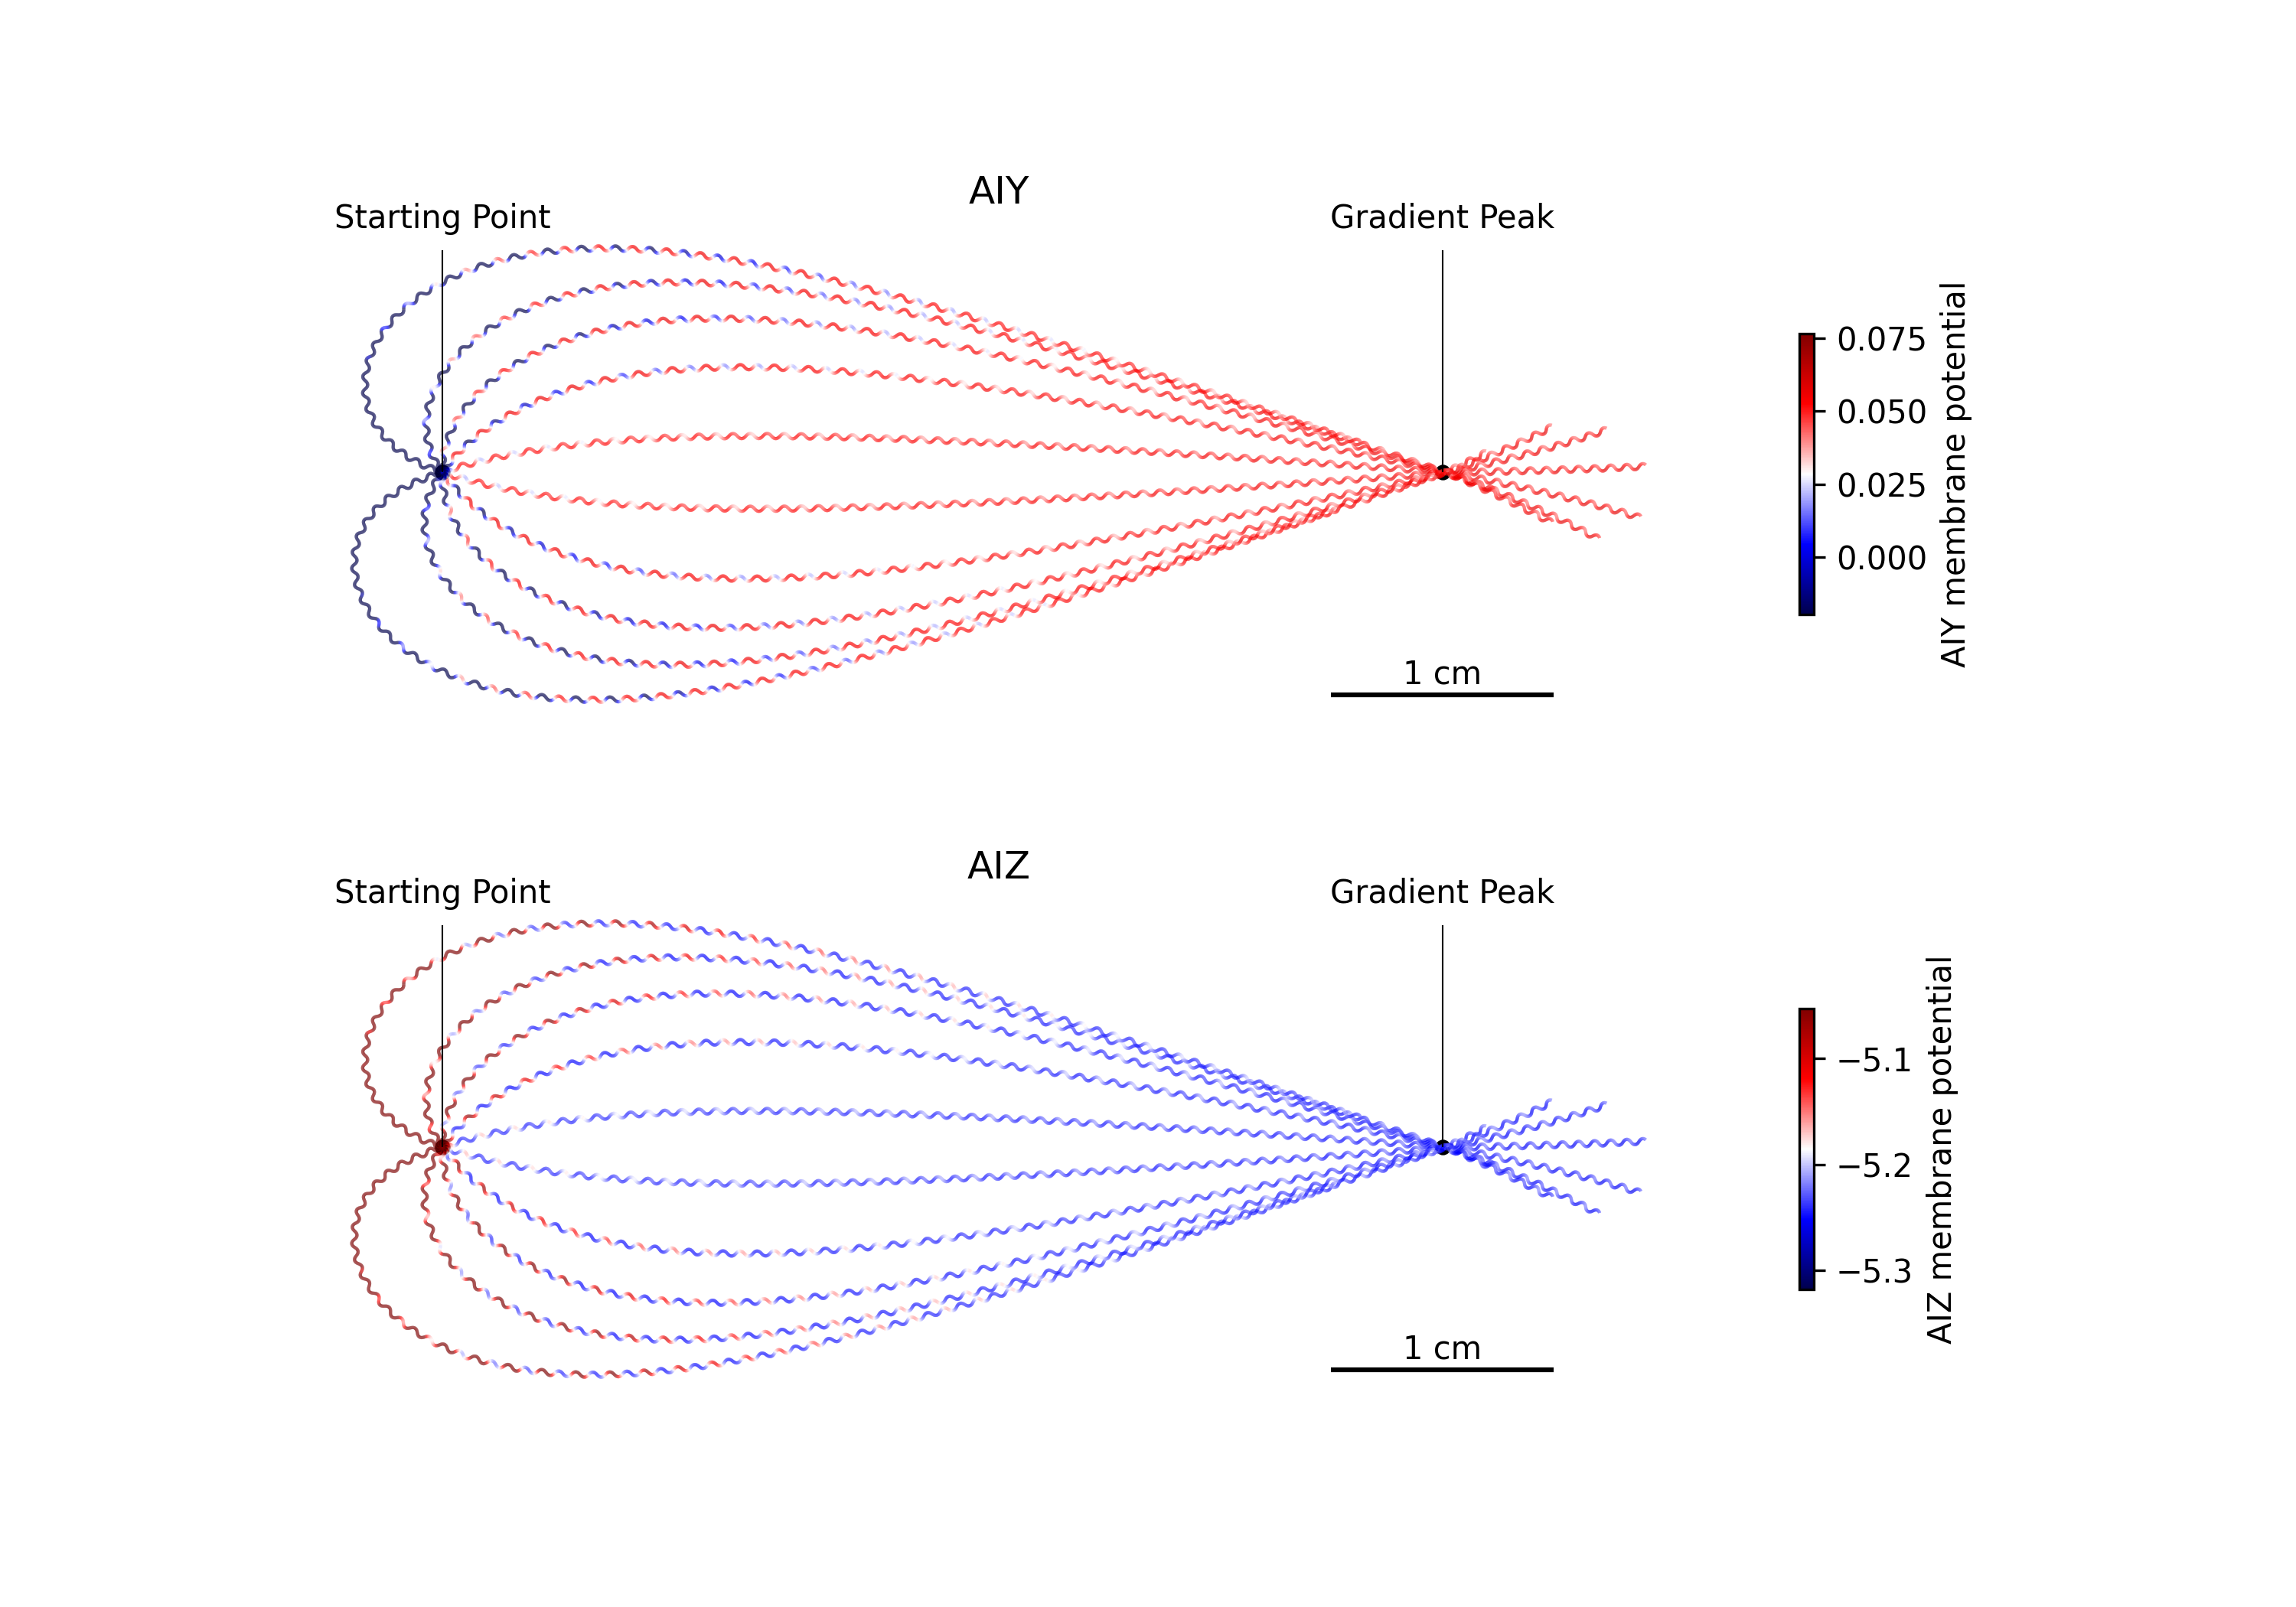 AIY
Starting Point
Gradient Peak
0.075
0.050
0.025
0.000
AIY membrane potential
1 cm
AIZ
Starting Point
Gradient Peak
−5.1
−5.2
−5.3
AIZ membrane potential
1 cm